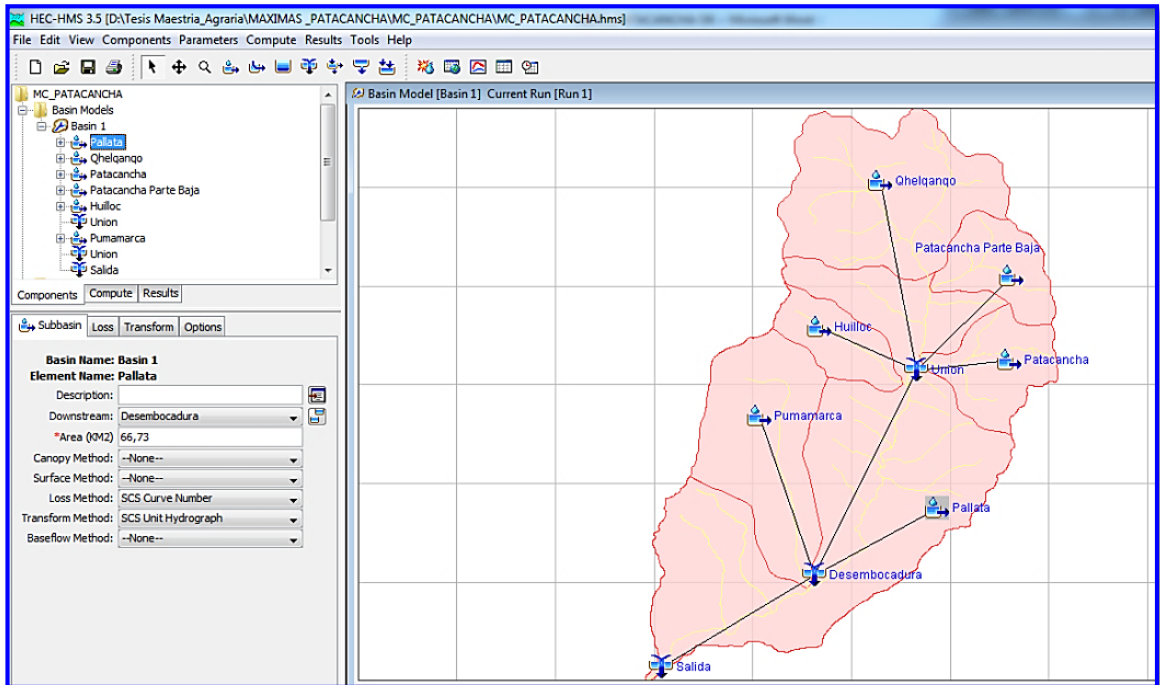 HEC-HMS 3.5 [D:\Tesis Maestria_Agraria\MAXIMAS _PATACANCHA\MC_PATACANCHA\MC_PATACANCHA.hms]
File Edit View Components Parameters Compute Results Tools Help
MC_PATACANCHA
Basin Models
Basin 1
Pallata
Qhelqanqo
Patacancha
Patacancha Parte Baja
Huilloc
Union
Pumamarca
Union
Salida
Components Compute Results
Subbasin Loss Transform Options
Basin Name: Basin 1
Element Name: Pallata
Description:
Downstream: Desembocadura
*Area (KM2) 66,73
Canopy Method: --None--
Surface Method: --None--
Loss Method: SCS Curve Number
Transform Method: SCS Unit Hydrograph
Baseflow Method: --None--
Basin Model [Basin 1] Current Run [Run 1]
Qhelqanqo
Patacancha Parte Baja
Huilloc
Union
Patacancha
Pumamarca
Pallata
Desembocadura
Salida